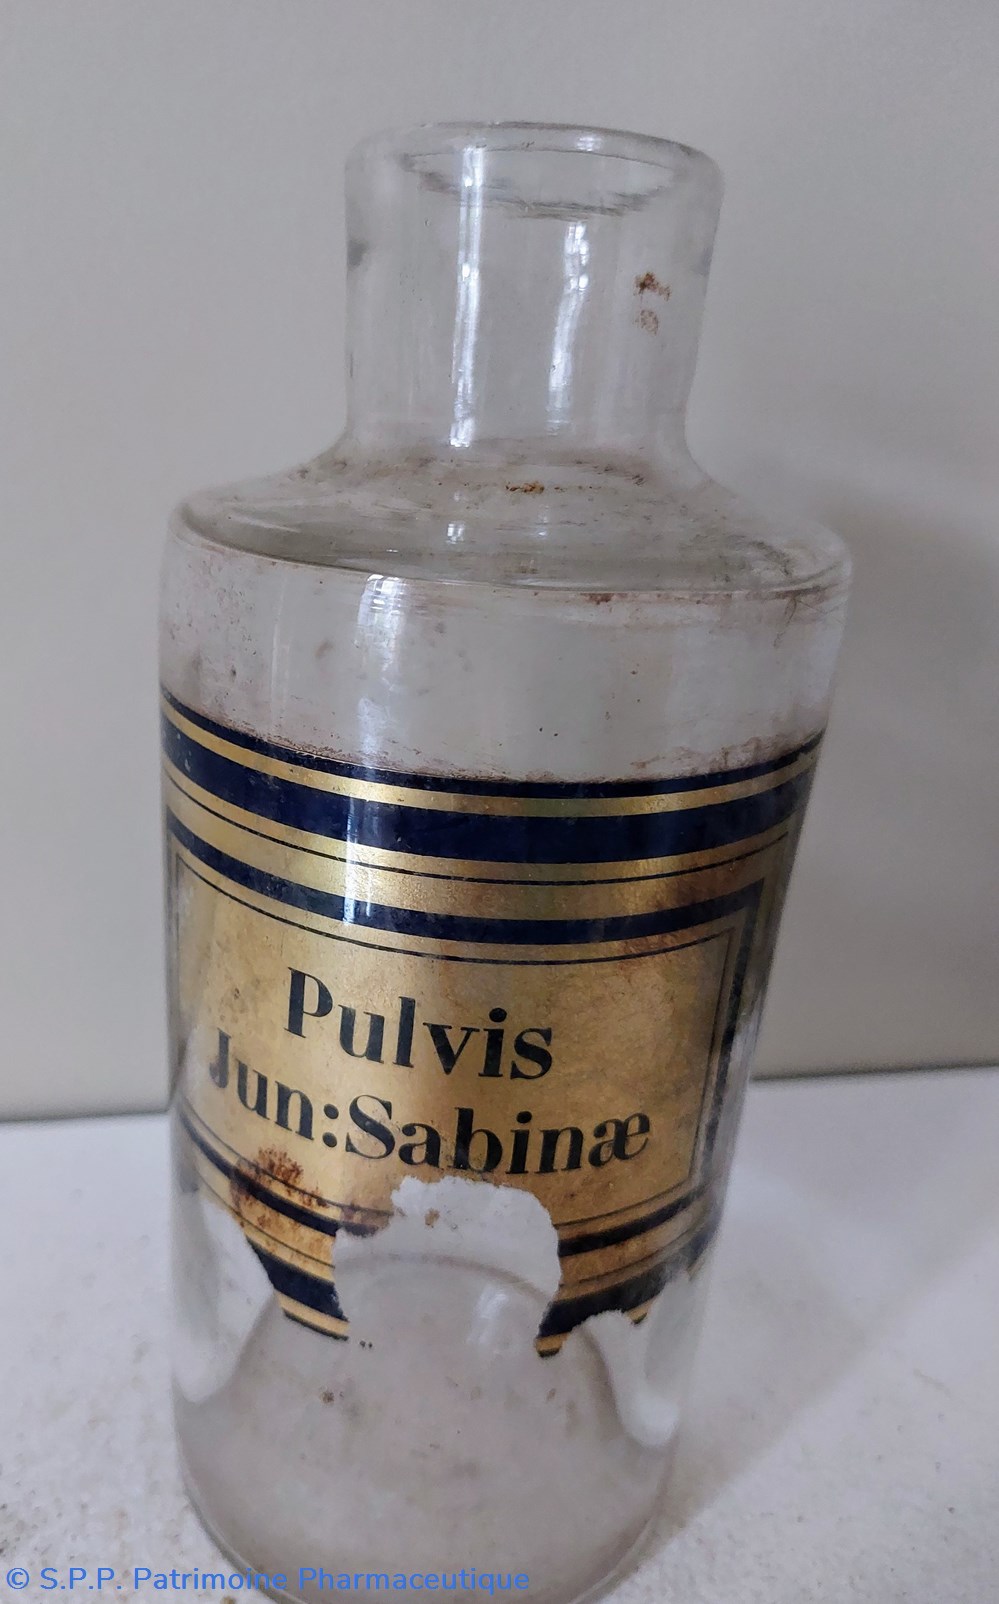 Pulvis
Jun:Sabinæ
© S.P.P. Patrimoine Pharmaceutique